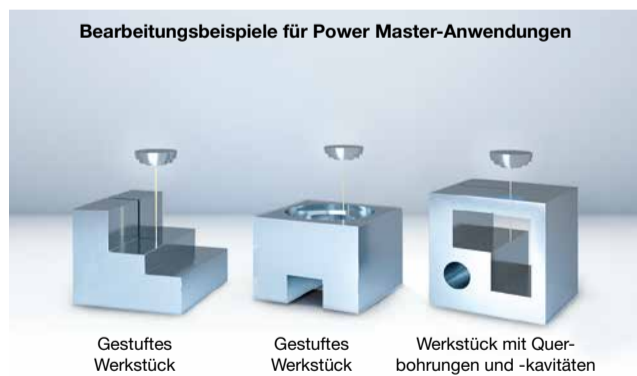 Bearbeitungsbeispiele für Power Master-Anwendungen
Gestuftes
Werkstück
Gestuftes
Werkstück
Werkstück mit Quer-
bohrungen und -kavitäten